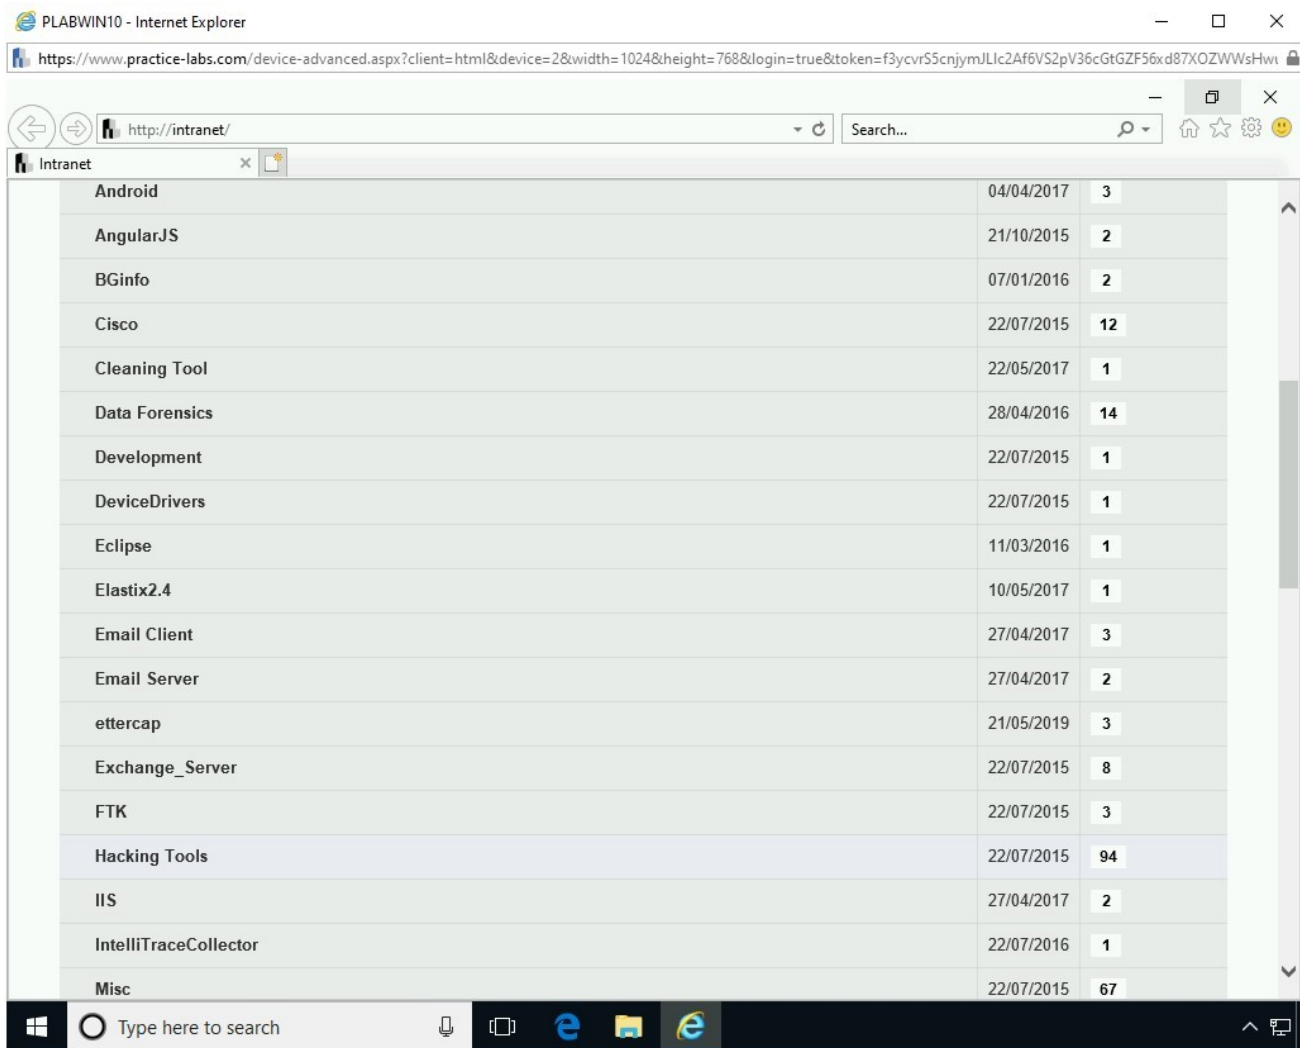 PLABWIN10 - Internet Explorer
https://www.practice-labs.com/device-advanced.aspx?client=html&device=2&width=1024&height=768&login=true&token=
http://intranet/
Search...
Intranet
Android 04/04/2017 3
AngularJS 21/10/2015 2
BGinfo 07/01/2016 2
Cisco 22/07/2015 12
Cleaning Tool 22/05/2017 1
Data Forensics 28/04/2016 14
Development 22/07/2015 1
DeviceDrivers 22/07/2015 1
Eclipse 11/03/2016 1
Elastix2.4 10/05/2017 1
Email Client 27/04/2017 3
Email Server 27/04/2017 2
ettercap 21/05/2019 3
Exchange_Server 22/07/2015 8
FTK 22/07/2015 3
Hacking Tools 22/07/2015 94
IIS 27/04/2017 2
IntelliTraceCollector 22/07/2016 1
Misc 22/07/2015 67
Type here to search